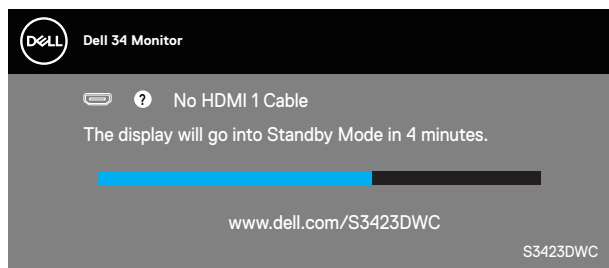 DELL
Dell 34 Monitor
? No HDMI 1 Cable
The display will go into Standby Mode in 4 minutes.
www.dell.com/S3423DWC
S3423DWC